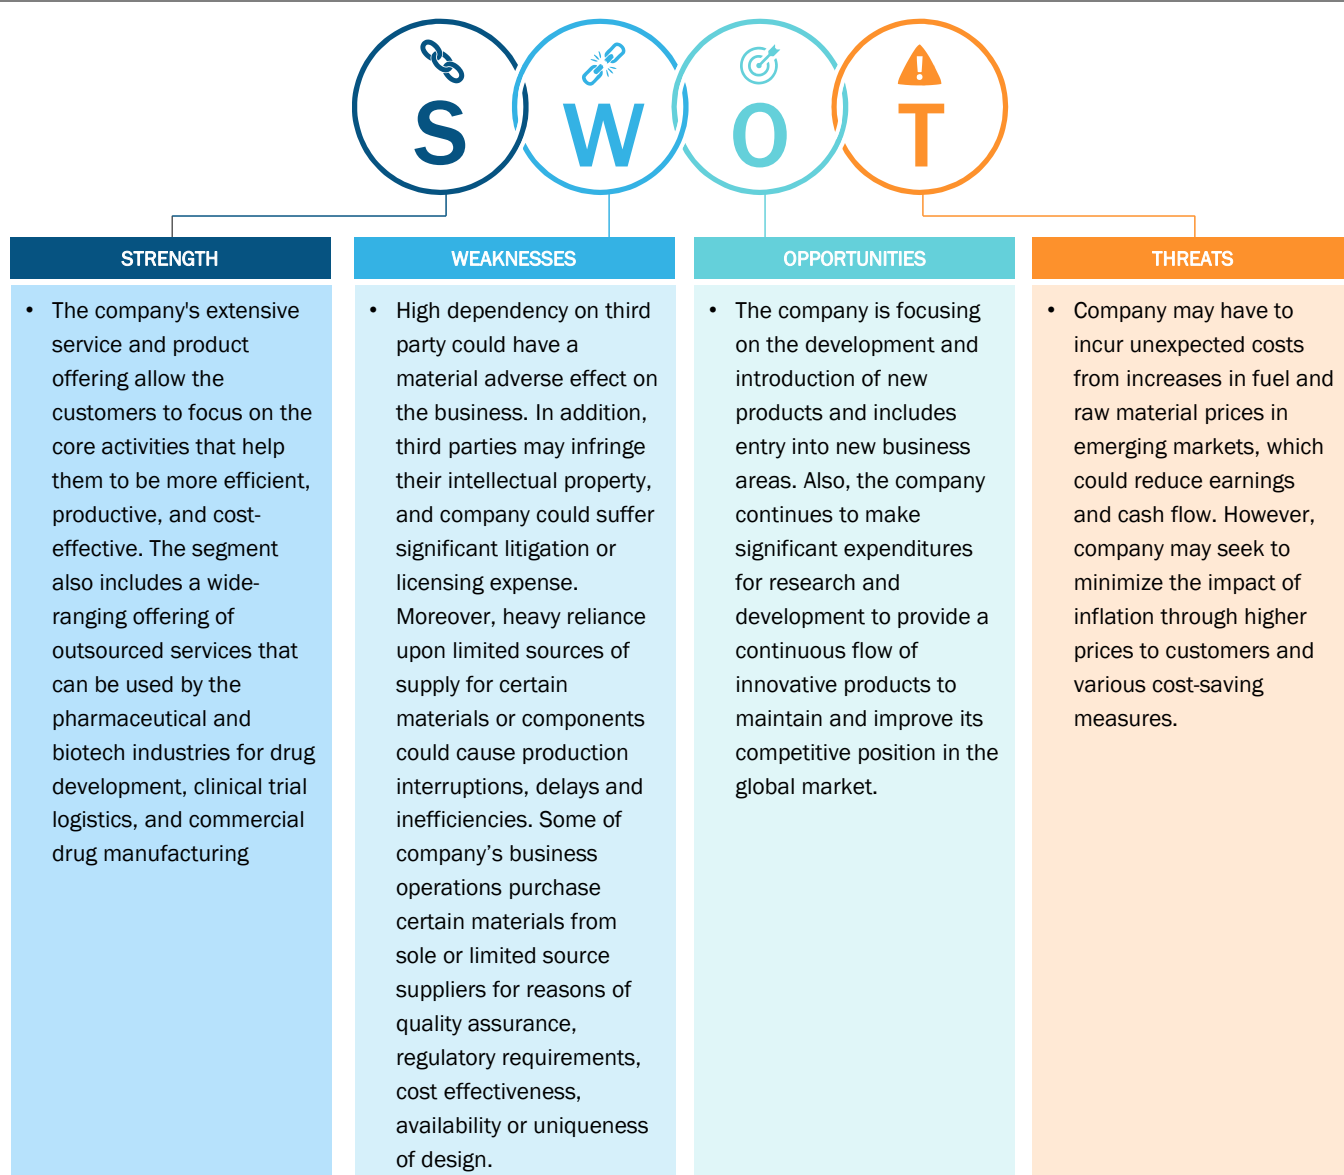 S
W
O
T
STRENGTH
• The company's extensive
service and product
offering allow the
customers to focus on the
core activities that help
them to be more efficient,
productive, and cost-
effective. The segment
also includes a wide-
ranging offering of
outsourced services that
can be used by the
pharmaceutical and
biotech industries for drug
development, clinical trial
logistics, and commercial
drug manufacturing
WEAKNESSES
• High dependency on third
party could have a
material adverse effect on
the business. In addition,
third parties may infringe
their intellectual property,
and company could suffer
significant litigation or
licensing expense.
Moreover, heavy reliance
upon limited sources of
supply for certain
materials or components
could cause production
interruptions, delays and
inefficiencies. Some of
company’s business
operations purchase
certain materials from
sole or limited source
suppliers for reasons of
quality assurance,
regulatory requirements,
cost effectiveness,
availability or uniqueness
of design.
OPPORTUNITIES
• The company is focusing
on the development and
introduction of new
products and includes
entry into new business
areas. Also, the company
continues to make
significant expenditures
for research and
development to provide a
continuous flow of
innovative products to
maintain and improve its
competitive position in the
global market.
THREATS
• Company may have to
incur unexpected costs
from increases in fuel and
raw material prices in
emerging markets, which
could reduce earnings
and cash flow. However,
company may seek to
minimize the impact of
inflation through higher
prices to customers and
various cost-saving
measures.